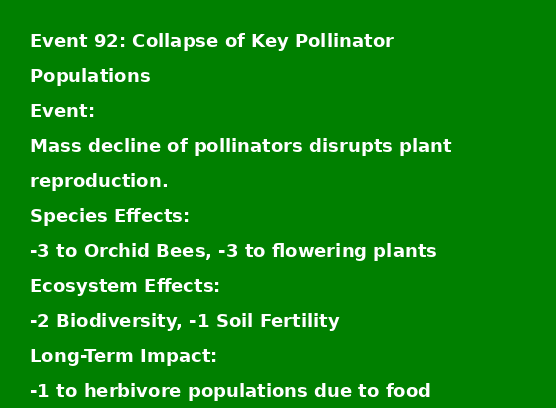 Event 92: Collapse of Key Pollinator
Populations
Event:
Mass decline of pollinators disrupts plant
reproduction.
Species Effects:
-3 to Orchid Bees, -3 to flowering plants
Ecosystem Effects:
-2 Biodiversity, -1 Soil Fertility
Long-Term Impact:
-1 to herbivore populations due to food